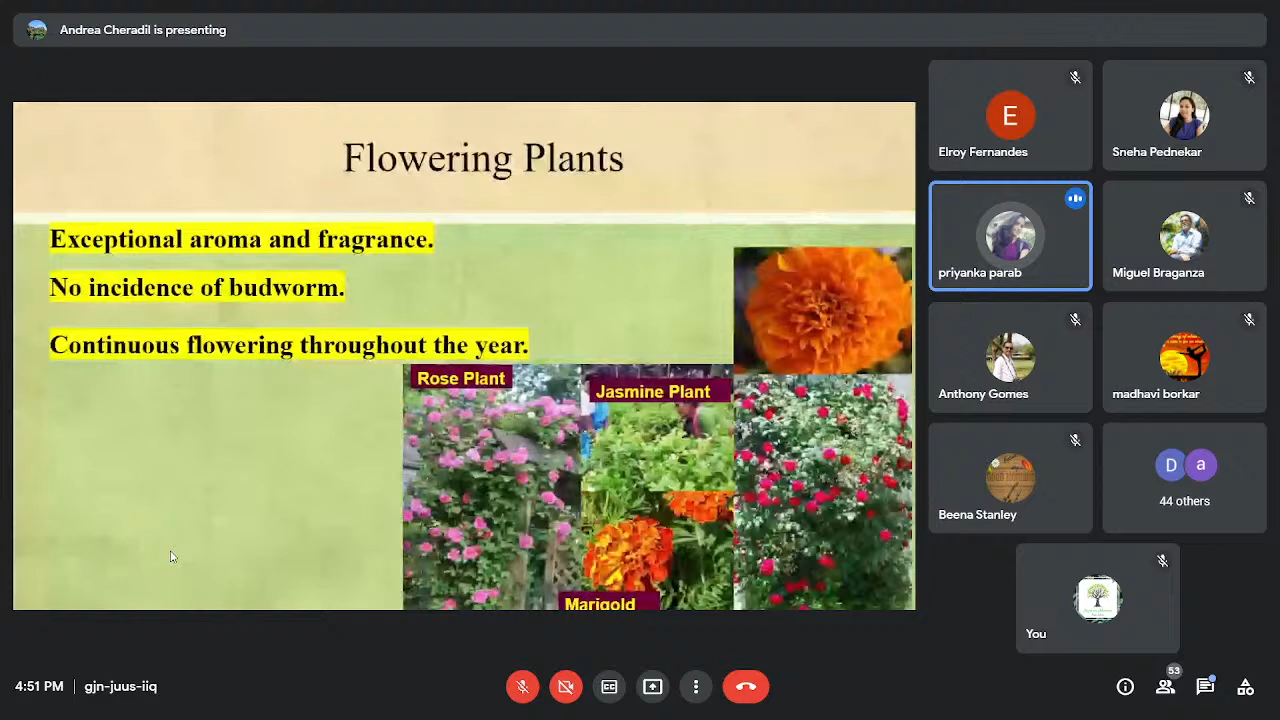 Andrea Cheradil is presenting
Flowering Plants
Exceptional aroma and fragrance.
No incidence of budworm.
Continuous flowering throughout the year.
Rose Plant
Jasmine Plant
Marigold
E
Elroy Fernandes
Sneha Pednekar
priyanka parab
Miguel Braganza
Anthony Gomes
madhavi borkar
Beena Stanley
D
a
44 others
You
4:51 PM
gjn-juus-iiq
53